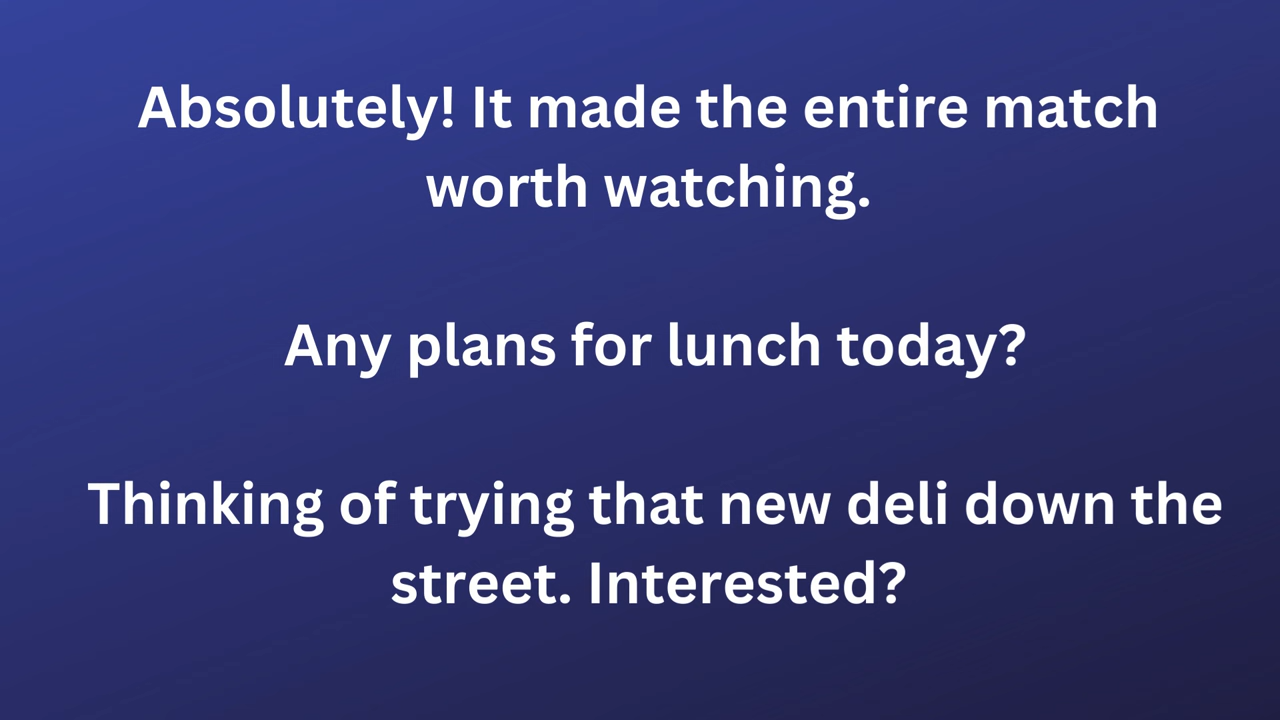 Absolutely! It made the entire match
worth watching.
Any plans for lunch today?
Thinking of trying that new deli down the
street. Interested?